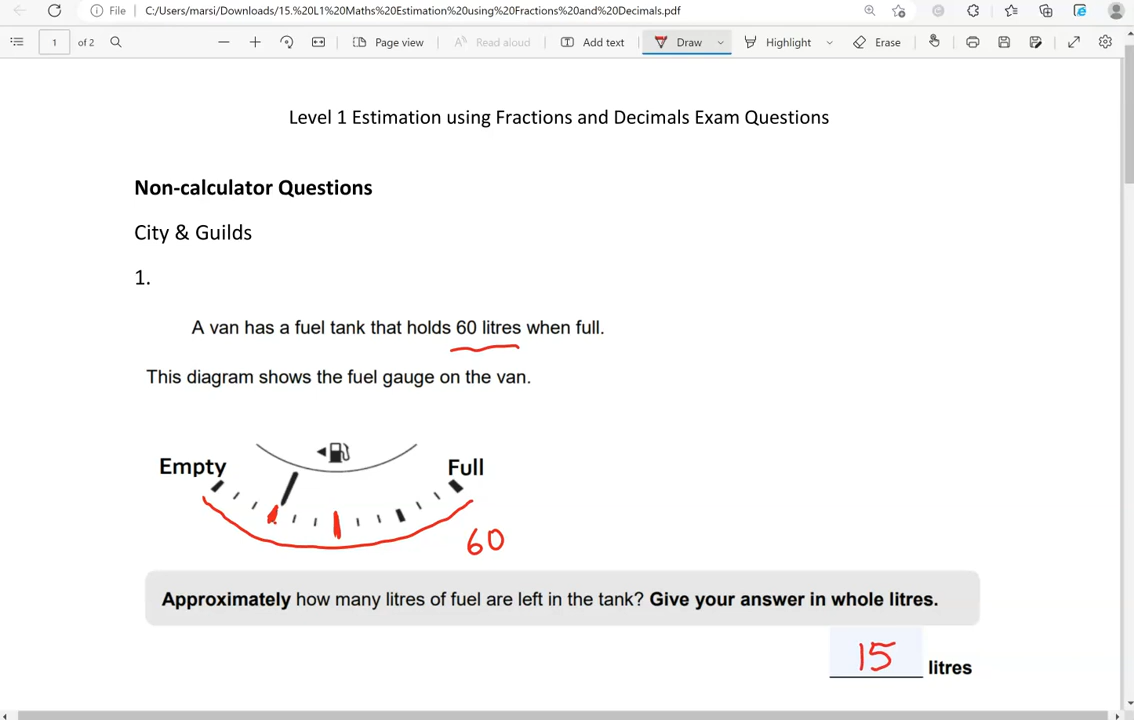 File C:/Users/marsi/Downloads/15.%20L1%20Maths%20Estimation%20using%20Fractions%20and%20Decimals.pdf
1 of 2 Page view Read aloud Add text Draw Highlight Erase
Level 1 Estimation using Fractions and Decimals Exam Questions
Non-calculator Questions
City & Guilds
1.
A van has a fuel tank that holds 60 litres when full.
This diagram shows the fuel gauge on the van.
Empty Full
60
Approximately how many litres of fuel are left in the tank? Give your answer in whole litres.
15 litres